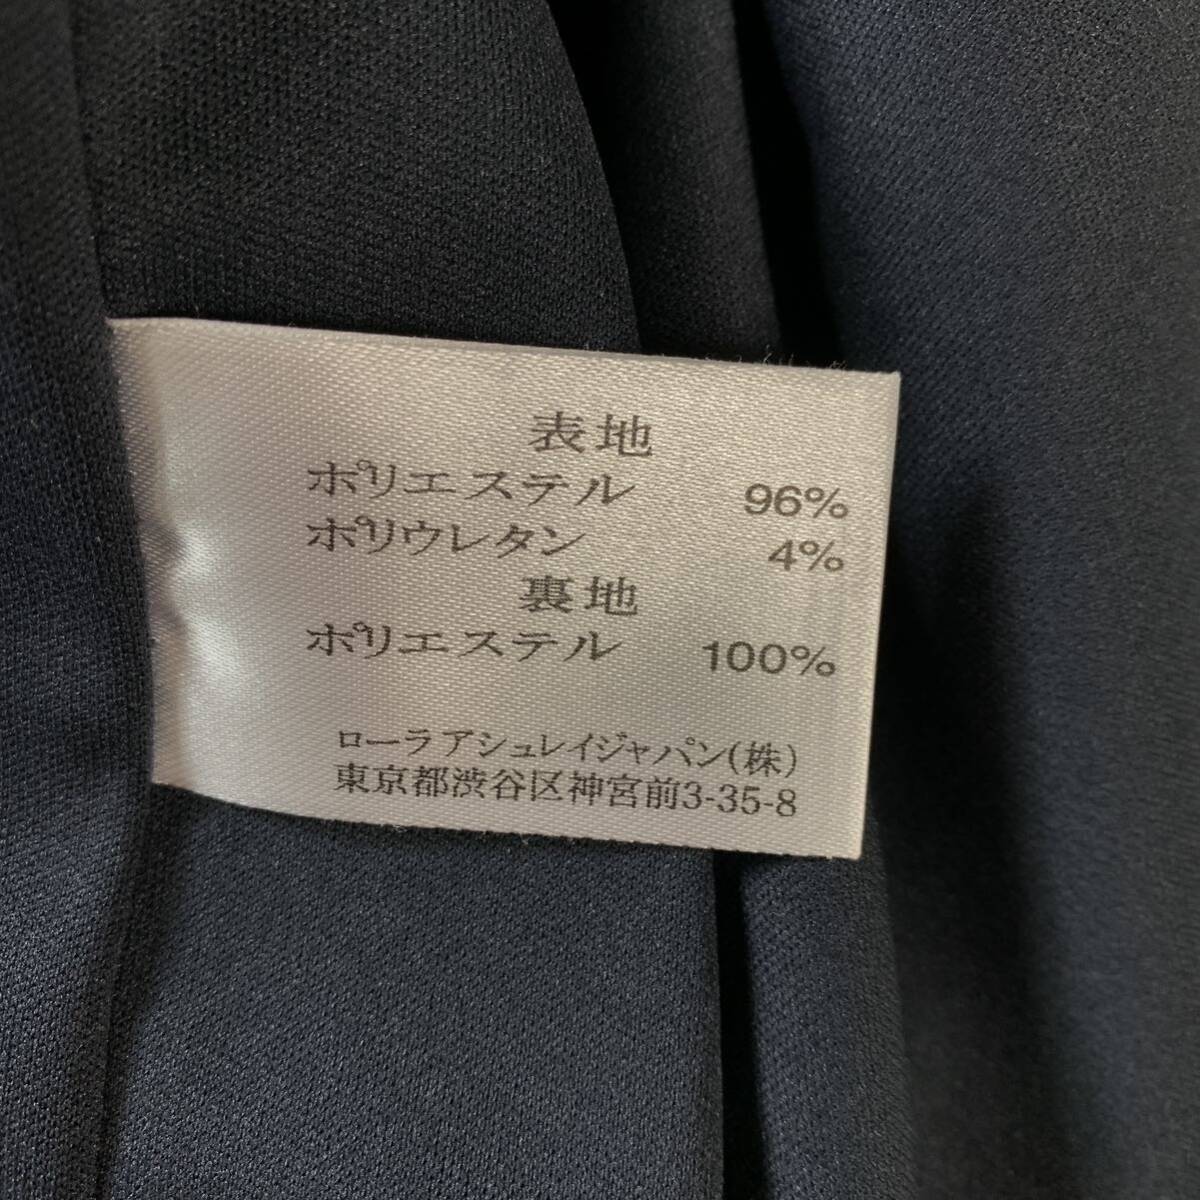 表地
ポリエステル 96%
ポリウレタン 4%
裏地
ポリエステル 100%
ローラ アシュレイジャパン(株)
東京都渋谷区神宮前3-35-8